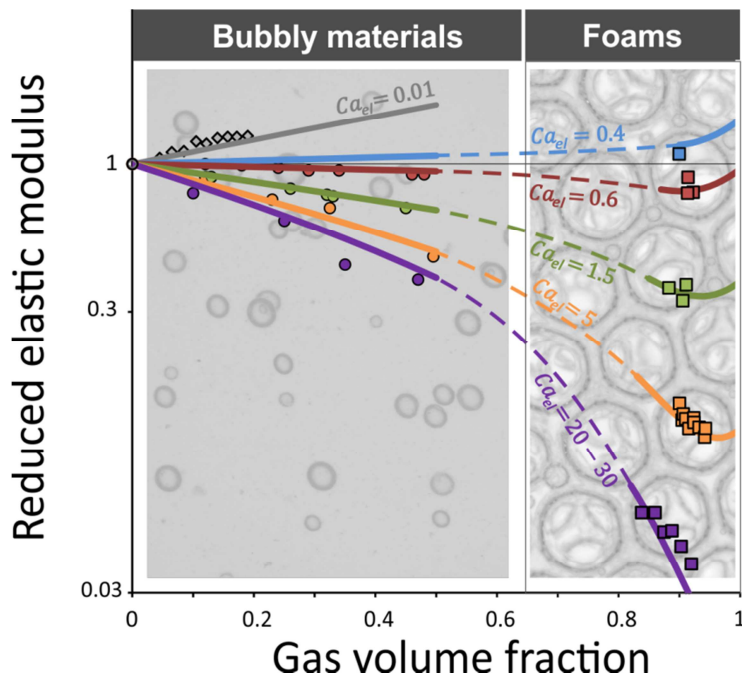 Bubbly materials
Foams
Reduced elastic modulus
1
0.3
0.03
Ca_el = 0.01
Ca_el = 0.4
Ca_el = 0.6
Ca_el = 1.5
Ca_el = 5
Ca_el = 20 − 30
0
0.2
0.4
0.6
0.8
1
Gas volume fraction